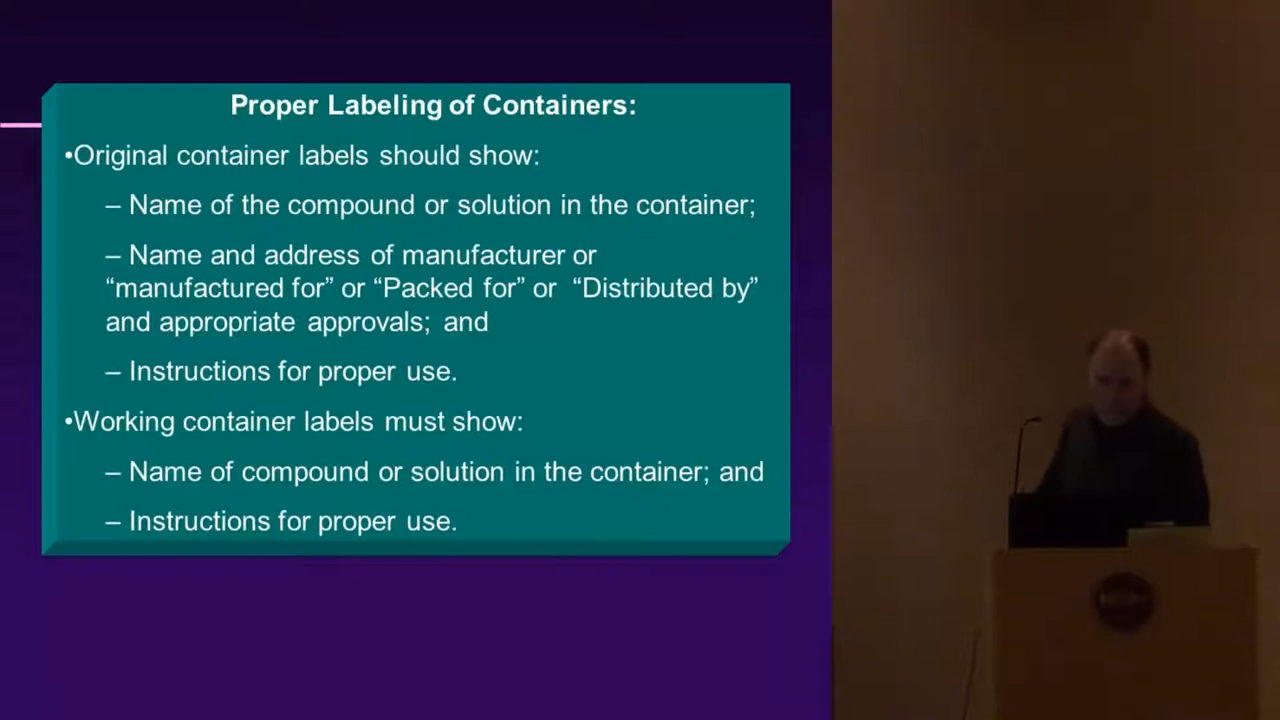 Proper Labeling of Containers:
•Original container labels should show:
– Name of the compound or solution in the container;
– Name and address of manufacturer or
“manufactured for” or “Packed for” or “Distributed by”
and appropriate approvals; and
– Instructions for proper use.
•Working container labels must show:
– Name of compound or solution in the container; and
– Instructions for proper use.